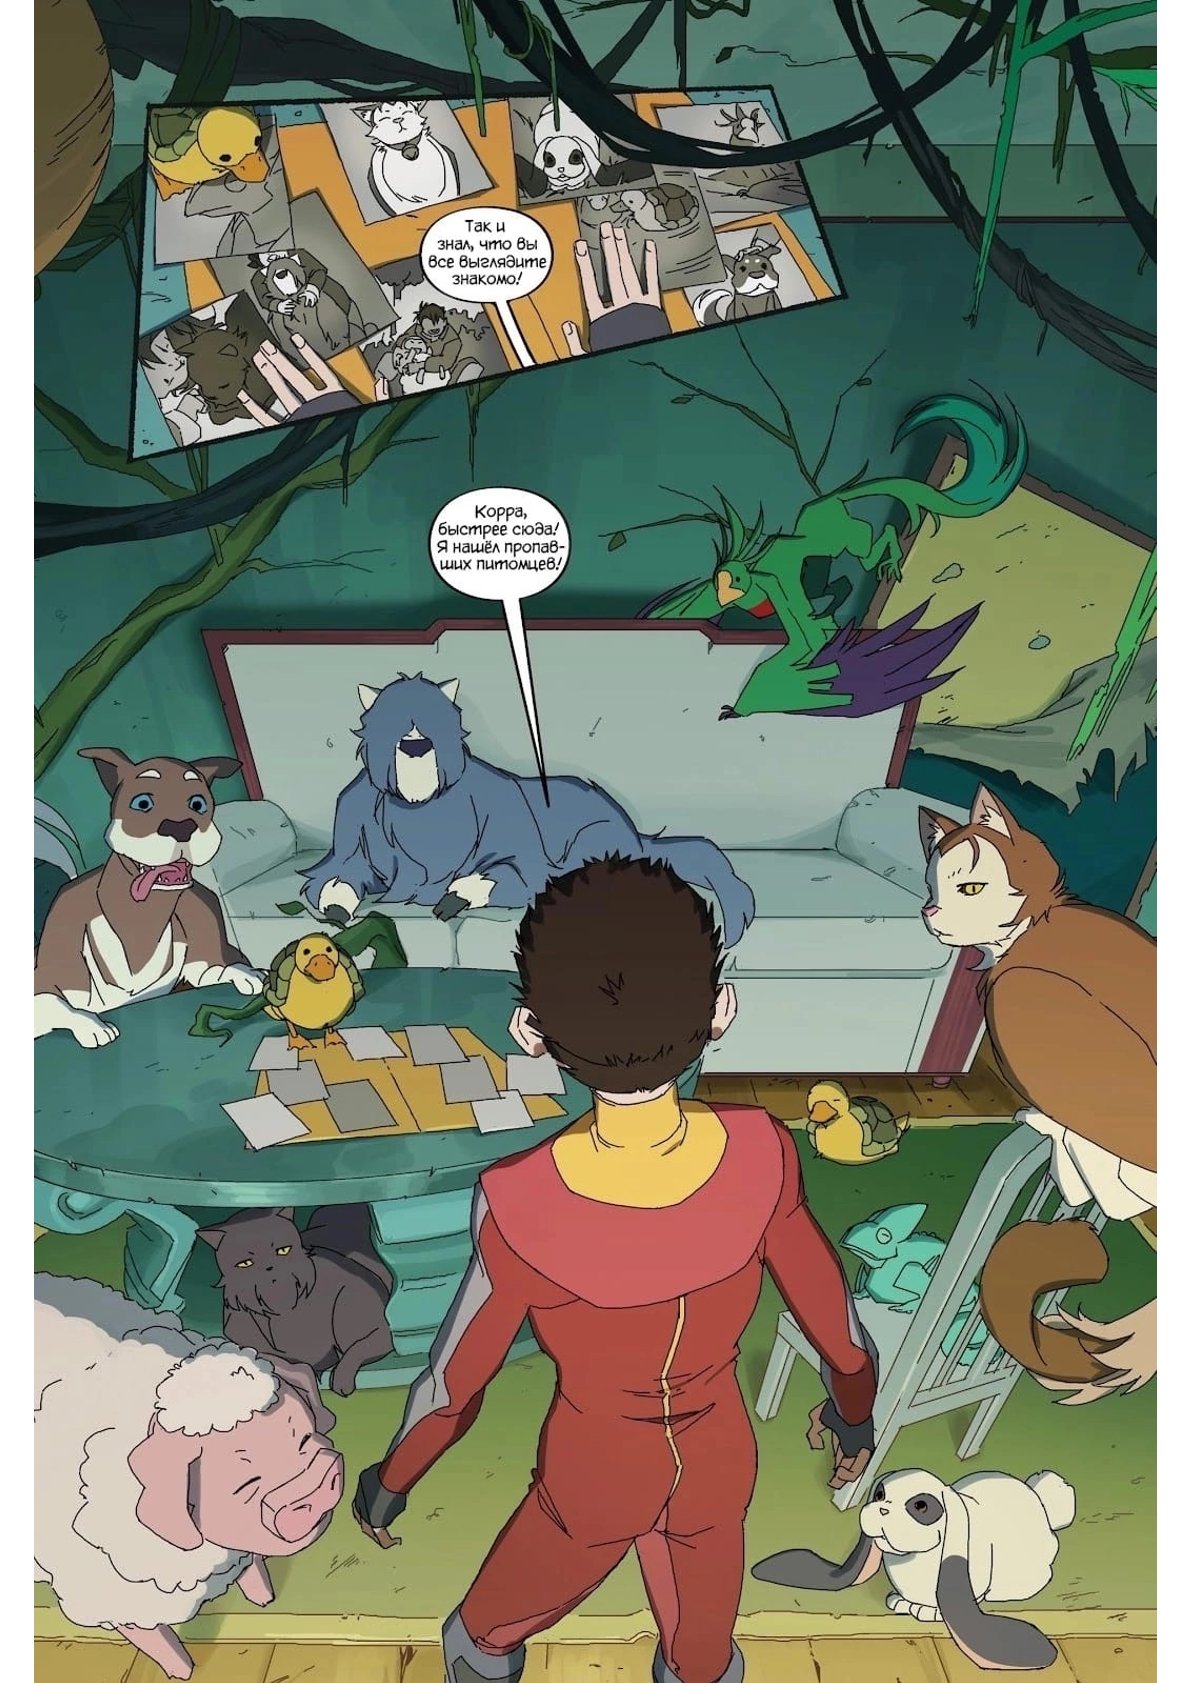 Так и
знал, что вы
все выглядите
знакомо!
Корра,
быстрее сюда!
Я нашёл пропав-
ших питомцев!